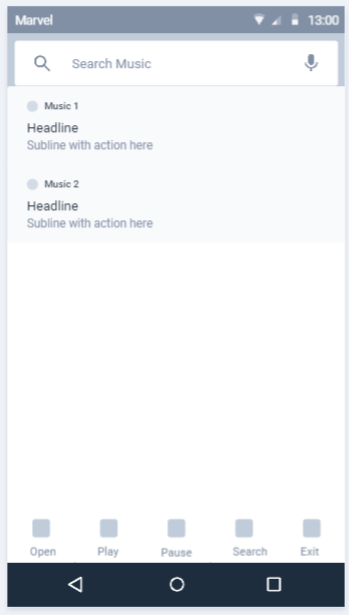 Marvel 13:00
Search Music
Music 1
Headline
Subline with action here
Music 2
Headline
Subline with action here
Open Play Pause Search Exit